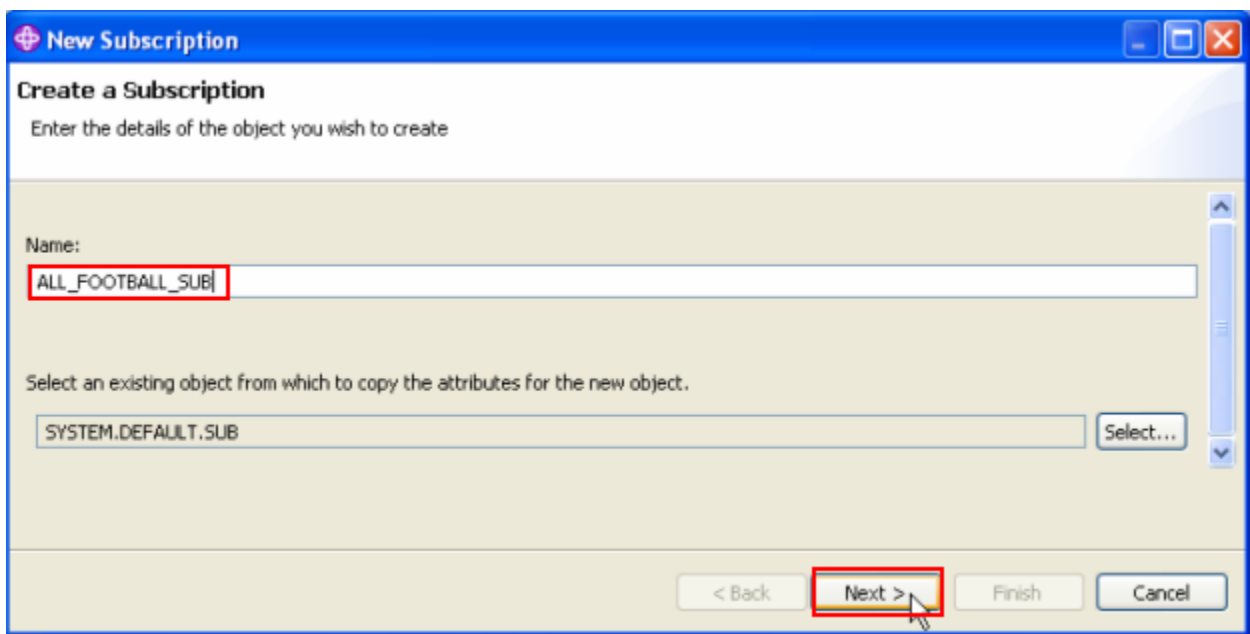 New Subscription
Create a Subscription
Enter the details of the object you wish to create
Name:
ALL_FOOTBALL_SUB
Select an existing object from which to copy the attributes for the new object.
SYSTEM.DEFAULT.SUB
Select...
< Back Next > Finish Cancel